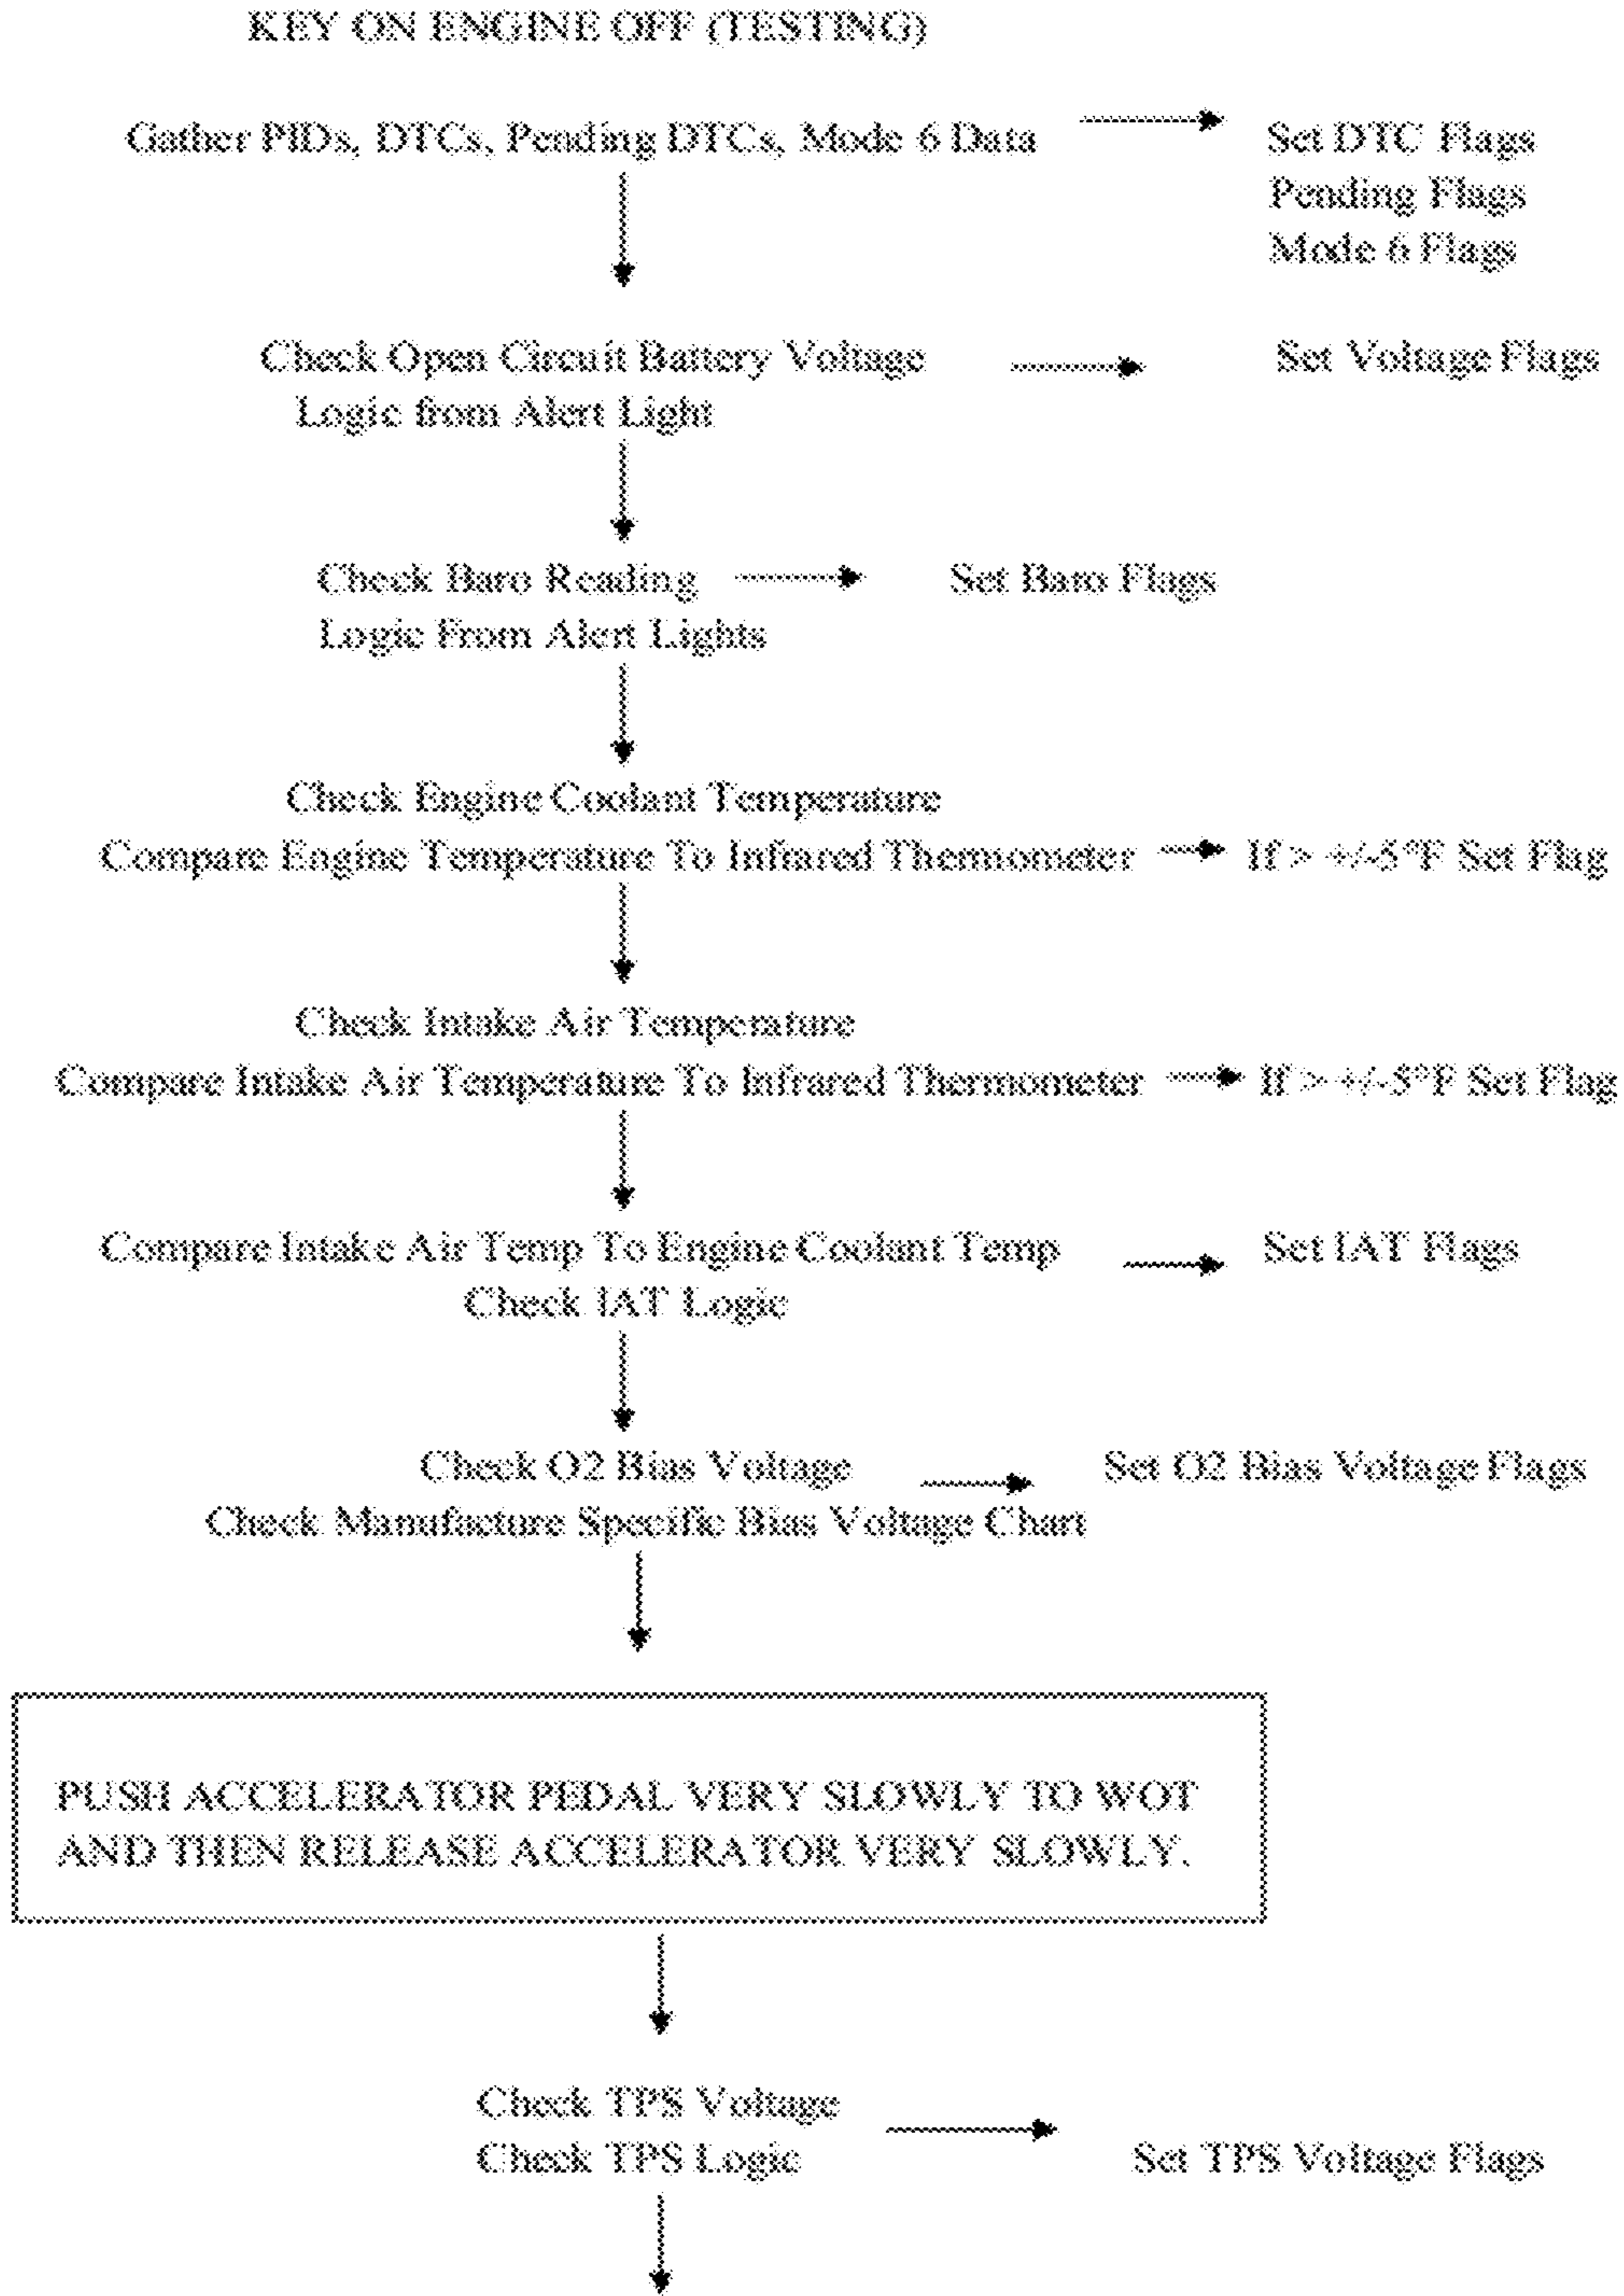 KEY ON ENGINE OFF (TESTING)
Gather PIDs, DTCs, Pending DTCs, Mode 6 Data
Set DTC Flags
Pending Flags
Mode 6 Flags
Check Open Circuit Battery Voltage
Set Voltage Flags
Logic from Alert Light
Check Baro Reading
Set Baro Flags
Logic From Alert Lights
Check Engine Coolant Temperature
Compare Engine Temperature To Infrared Thermometer
If > +/-5°F Set Flag
Check Intake Air Temperature
Compare Intake Air Temperature To Infrared Thermometer
If > +/-5°F Set Flag
Compare Intake Air Temp To Engine Coolant Temp
Set IAT Flags
Check IAT Logic
Check O2 Bias Voltage
Set O2 Bias Voltage Flags
Check Manufacture Specific Bias Voltage Chart
PUSH ACCELERATOR PEDAL VERY SLOWLY TO WOT
AND THEN RELEASE ACCELERATOR VERY SLOWLY.
Check TPS Voltage
Check TPS Logic
Set TPS Voltage Flags